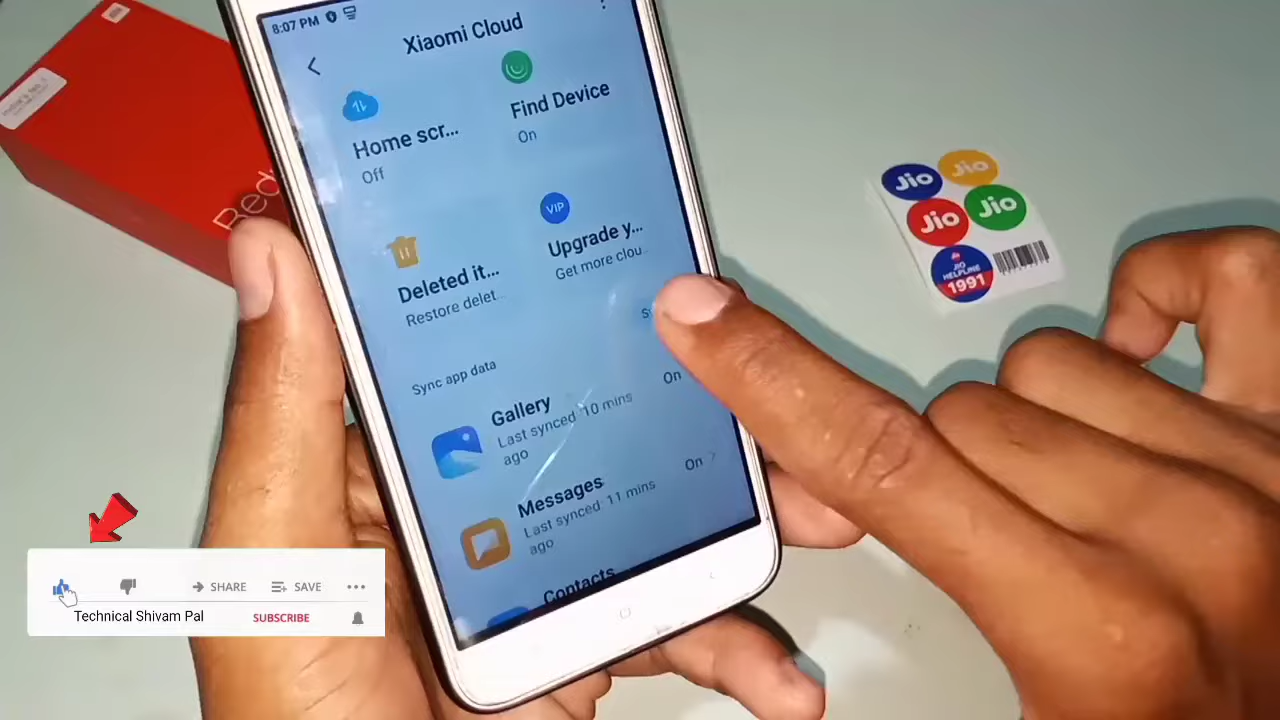 8:07 PM
Xiaomi Cloud
Home scr...
Off
Find Device
On
Deleted it...
Restore delet...
VIP
Upgrade y...
Get more clou..
Sync app data
Gallery
Last synced 10 mins
ago
On
Messages
Last synced: 11 mins
ago
On
Contacts
Redmi
Jio
Jio
Jio
Jio
JIO
HELPLINE
1991
SHARE
SAVE
Technical Shivam Pal
SUBSCRIBE